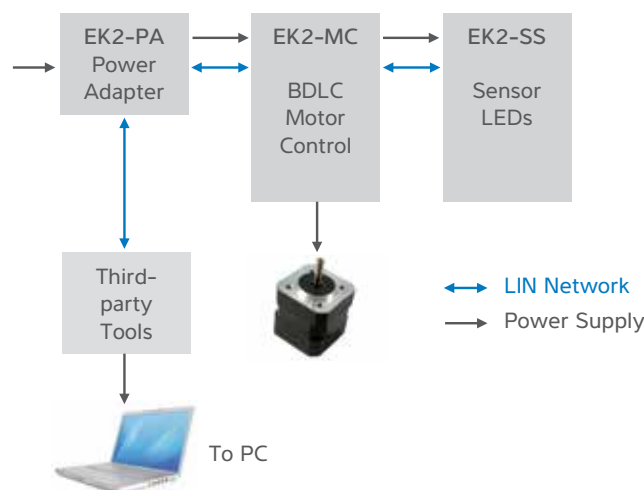 EK2-PA
Power
Adapter
EK2-MC
BDLC
Motor
Control
EK2-SS
Sensor
LEDs
Third-
party
Tools
LIN Network
Power Supply
To PC